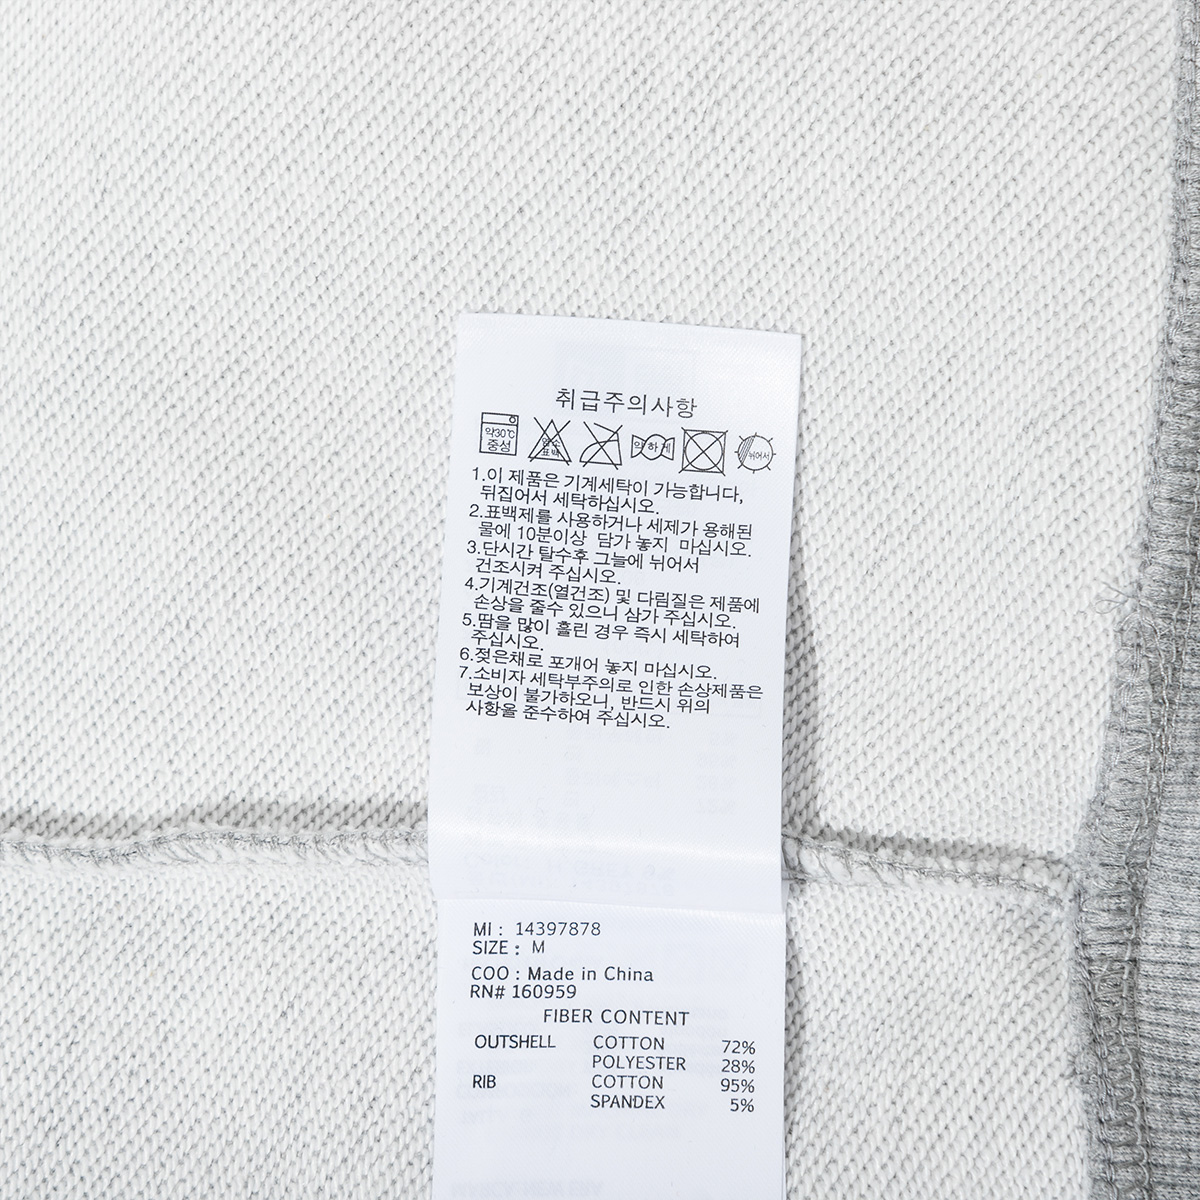 취급주의사항
약30℃
중성
염소
표백
약하게
뉘어서
1.이 제품은 기계세탁이 가능합니다,
뒤집어서 세탁하십시오.
2.표백제를 사용하거나 세제가 용해된
물에 10분이상 담가 놓지 마십시오.
3.단시간 탈수후 그늘에 뉘어서
건조시켜 주십시오.
4.기계건조(열건조) 및 다림질은 제품에
손상을 줄수 있으니 삼가 주십시오.
5.땀을 많이 흘린 경우 즉시 세탁하여
주십시오.
6.젖은채로 포개어 놓지 마십시오.
7.소비자 세탁부주의로 인한 손상제품은
보상이 불가하오니, 반드시 위의
사항을 준수하여 주십시오.
MI : 14397878
SIZE : M
COO : Made in China
RN# 160959
FIBER CONTENT
OUTSHELL COTTON 72%
POLYESTER 28%
RIB COTTON 95%
SPANDEX 5%